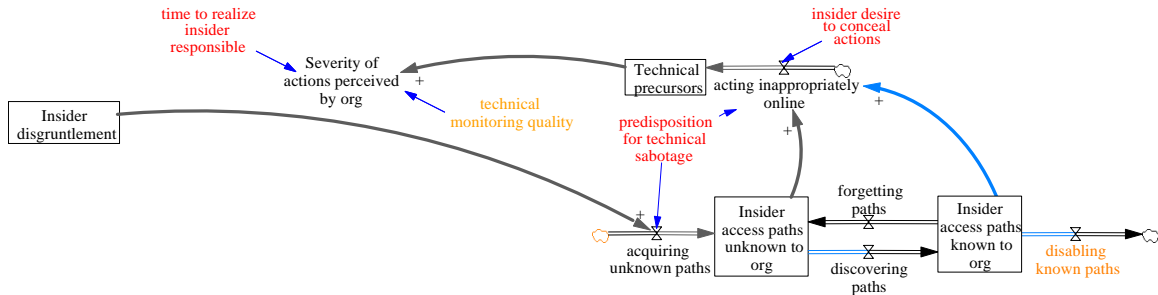 time to realize
insider
responsible
insider desire
to conceal
actions
Severity of
actions perceived
by org
+
Technical
precursors
acting inappropriately
online
+
+
technical
monitoring quality
Insider
disgruntlement
predisposition
for technical
sabotage
+
acquiring
unknown paths
Insider
access paths
unknown to
org
forgetting
paths
discovering
paths
Insider
access paths
known to
org
disabling
known paths